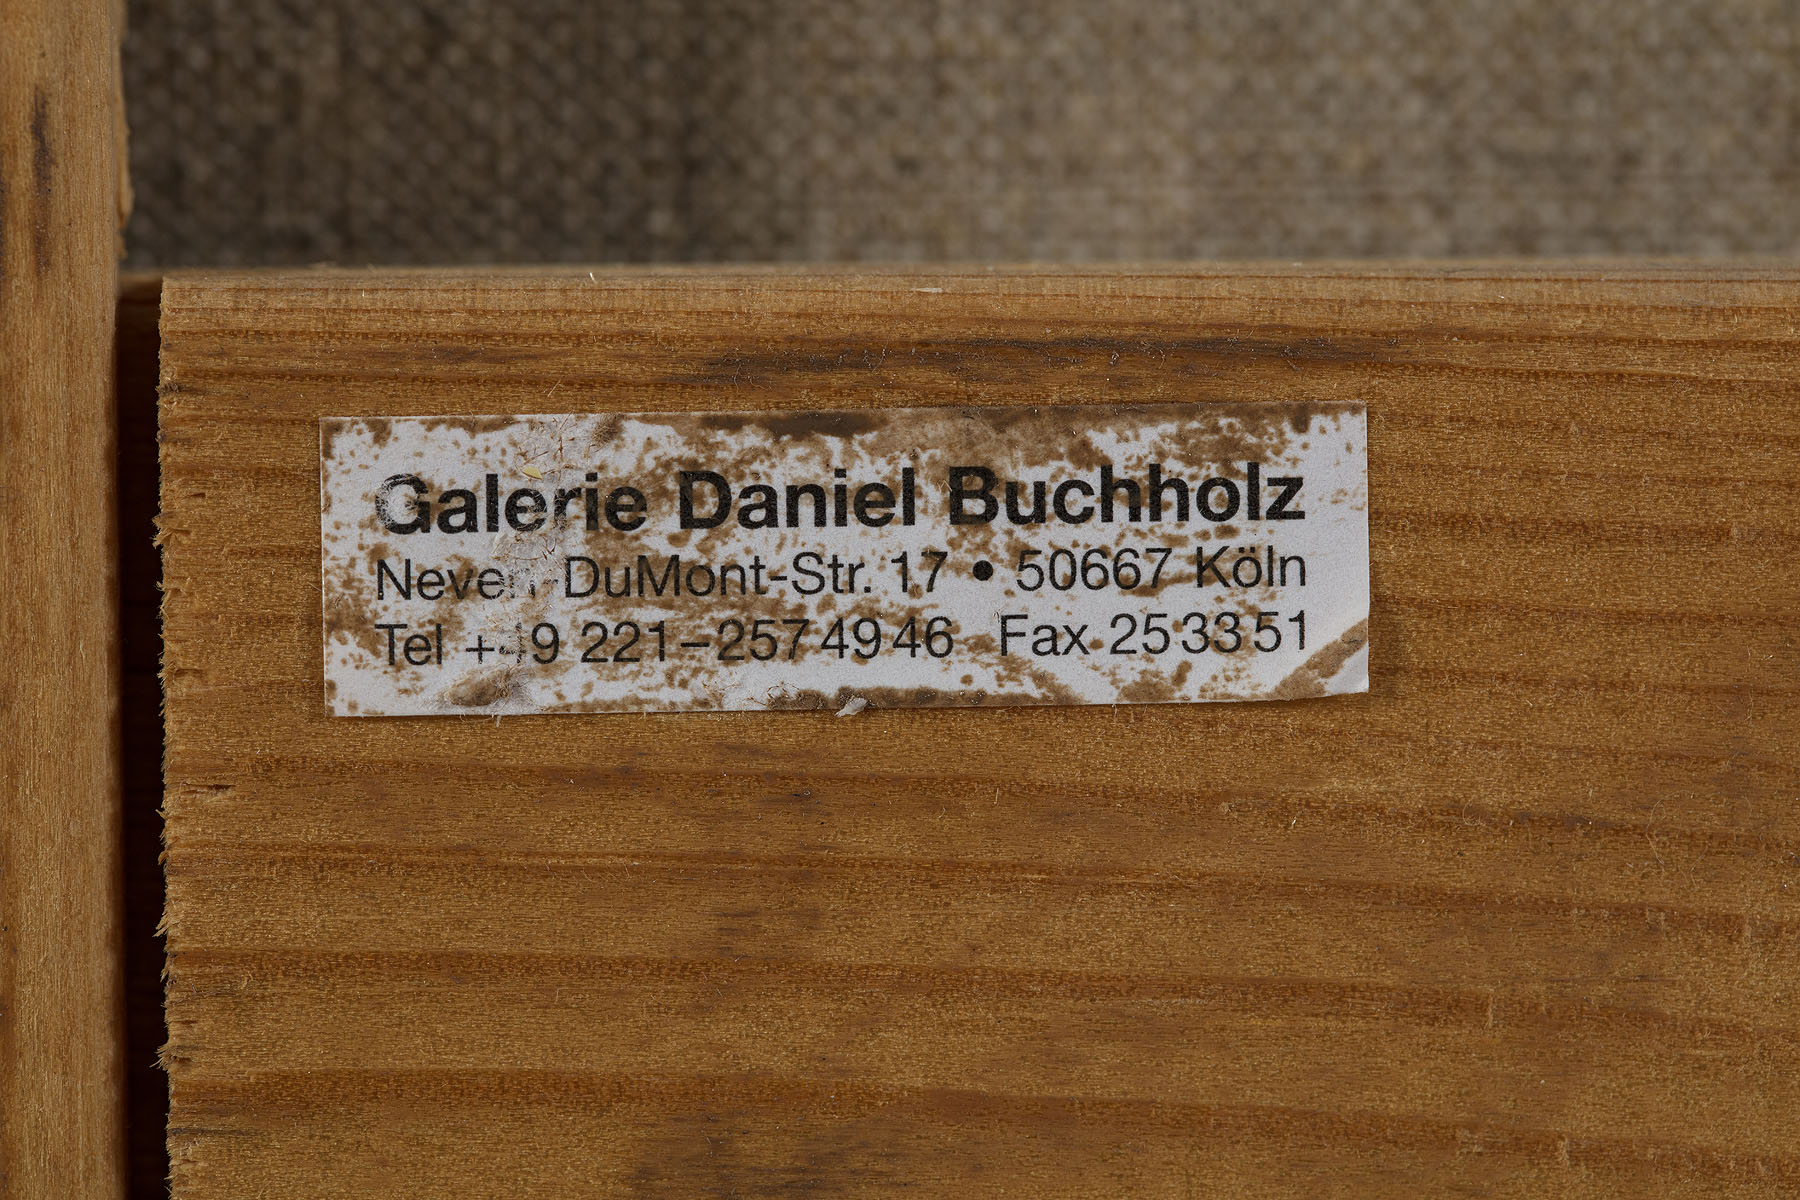 Galerie Daniel Buchholz
Neven DuMont-Str. 17 • 50667 Köln
Tel +49 221–257 49 46 Fax 25 33 51